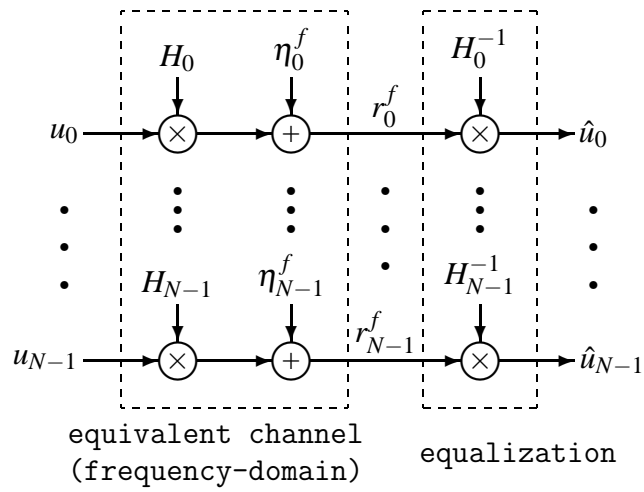 H_0 η_0^f H_0^{-1}
u_0 × + r_0^f × û_0
H_{N−1} η_{N−1}^f H_{N−1}^{-1}
u_{N−1} × + r_{N−1}^f × û_{N−1}
equivalent channel
(frequency-domain)
equalization